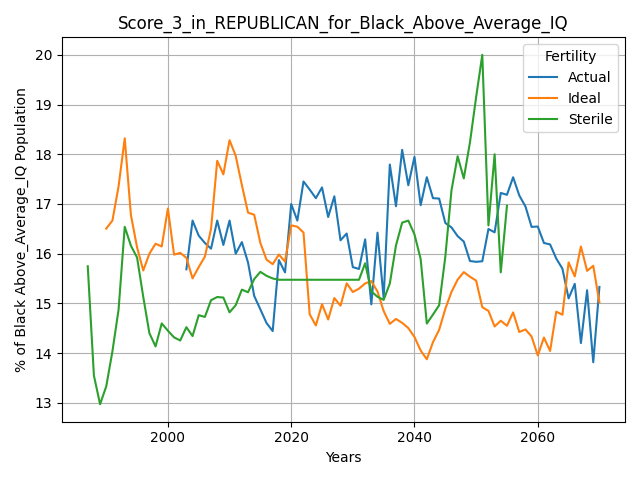 Score_3_in_REPUBLICAN_for_Black_Above_Average_IQ
% of Black Above_Average_IQ Population
20
19
18
17
16
15
14
13
Fertility
Actual
Ideal
Sterile
2000
2020
2040
2060
Years